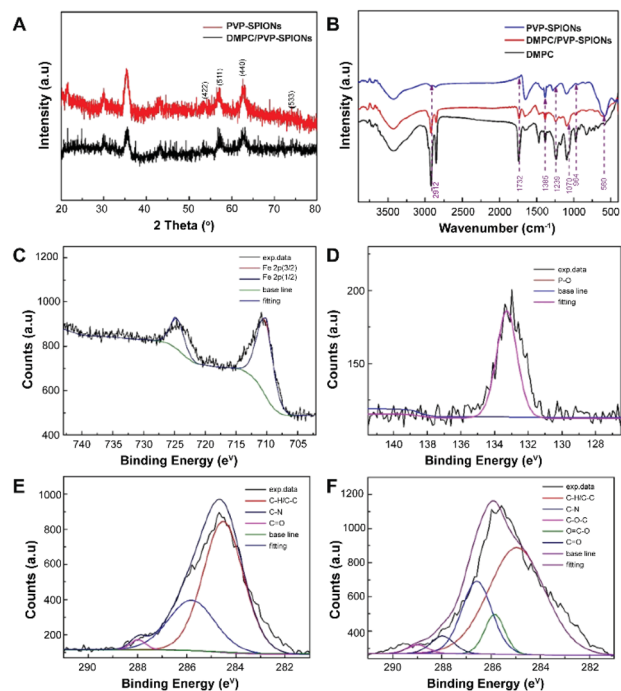 A
PVP-SPIONs
DMPC/PVP-SPIONs
(422)
(511)
(440)
(533)
Intensity (a.u)
20 30 40 50 60 70 80
2 Theta (°)
B
PVP-SPIONs
DMPC/PVP-SPIONs
DMPC
Intensity (a.u)
2912
1732
1385
1239
1070
964
580
3500 3000 2500 2000 1500 1000 400
Wavenumber (cm-1)
C
exp.data
Fe 2p(3/2)
Fe 2p(1/2)
base line
fitting
Counts (a.u)
1200
1000
800
600
400
740 735 730 725 720 715 710 705
Binding Energy (eV)
D
exp.data
P-O
base line
fitting
Counts (a.u)
200
150
100
140 138 136 134 132 130 128
Binding Energy (eV)
E
exp.data
C-H/C-C
C-N
C=O
base line
fitting
Counts (a.u)
1000
800
600
400
200
290 288 286 284 282
Binding Energy (eV)
F
exp.data
C-H/C-C
C-N
C-O-C
O=C-O
C=O
base line
fitting
Counts (a.u)
1200
1000
800
600
400
290 288 286 284 282
Binding Energy (eV)